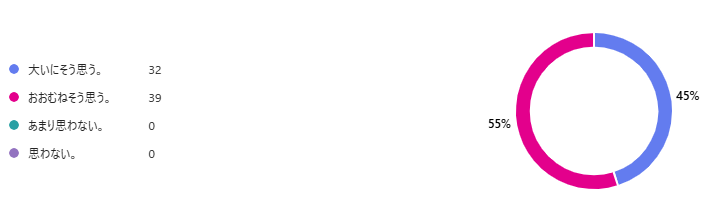 大いにそう思う。 32
おおむねそう思う。 39
あまり思わない。 0
思わない。 0
45%
55%